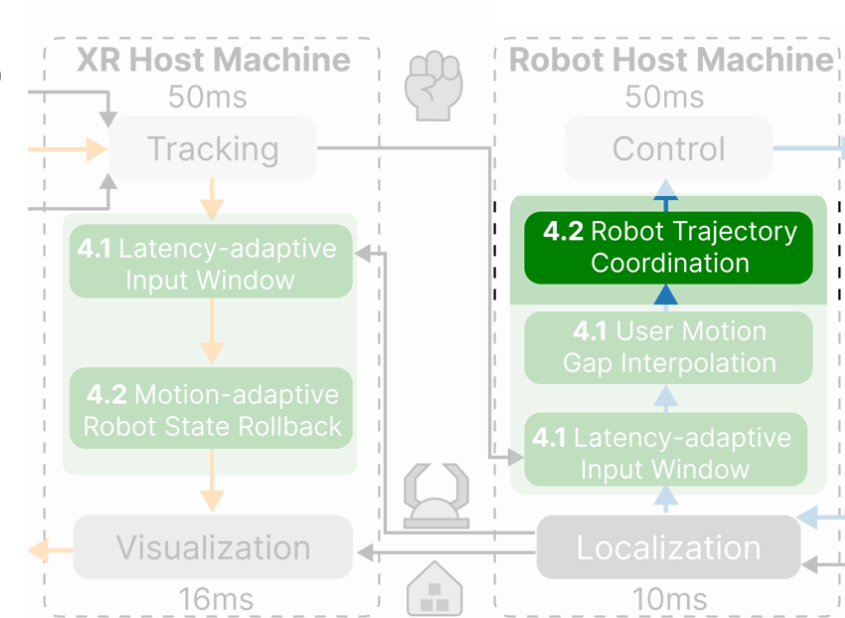 XR Host Machine
50ms
Tracking
4.1 Latency-adaptive
Input Window
4.2 Motion-adaptive
Robot State Rollback
Visualization
16ms
Robot Host Machine
50ms
Control
4.2 Robot Trajectory
Coordination
4.1 User Motion
Gap Interpolation
4.1 Latency-adaptive
Input Window
Localization
10ms